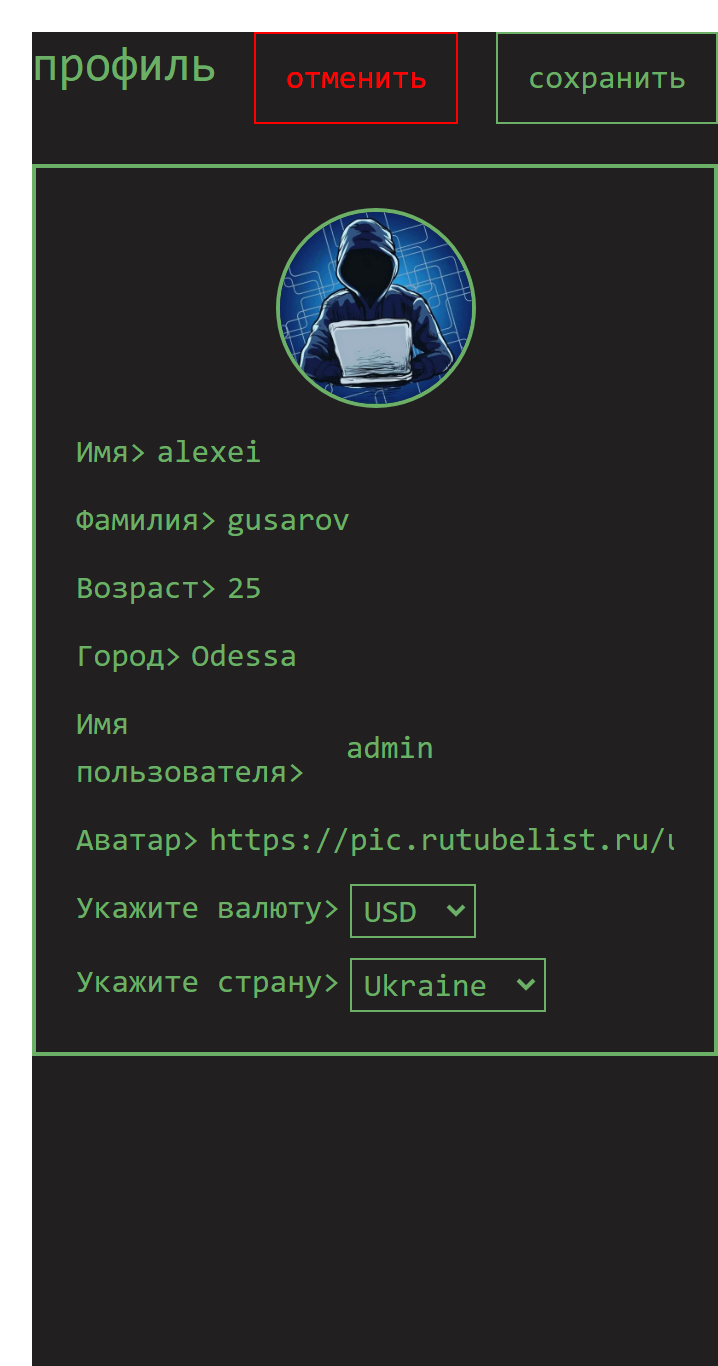 профиль отменить сохранить
Имя> alexei
Фамилия> gusarov
Возраст> 25
Город> Odessa
Имя
пользователя> admin
Аватар> https://pic.rutubelist.ru/
Укажите валюту> USD
Укажите страну> Ukraine